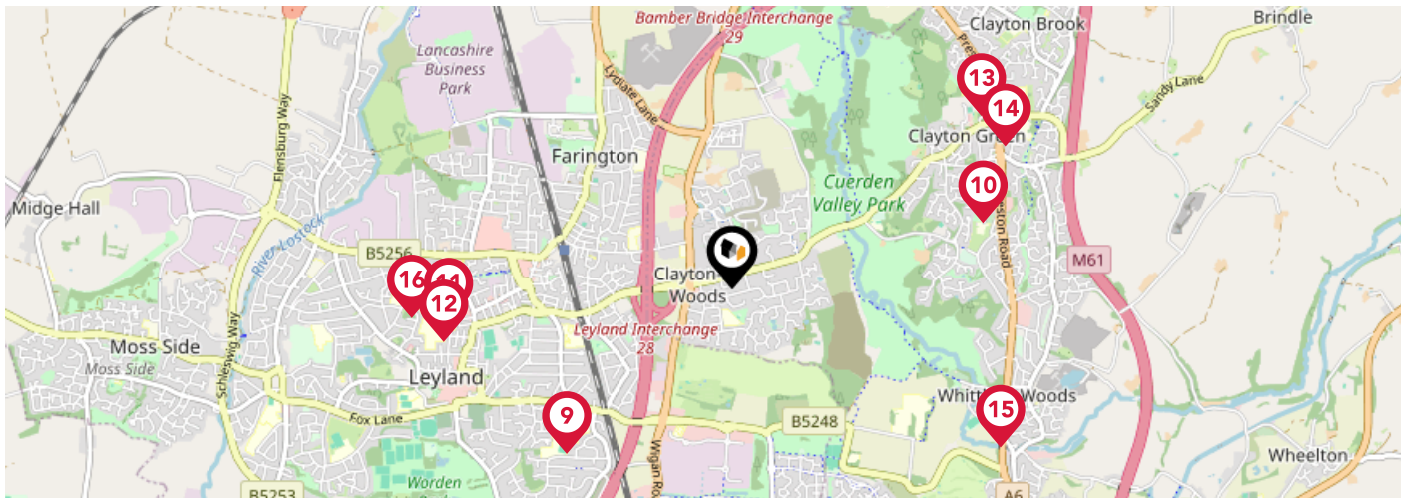 Bamber Bridge Interchange
29
Clayton Brook
Brindle
Lancashire
Business
Park
Lydiate Lane
13
Sandy Lane
Flensburg Way
14
Clayton Green
Farington
10
Cuerden
Valley Park
Midge Hall
River Lostock
B5256
Preston Road
M61
16
11
12
Clayton-
Woods
Leyland Interchange
28
Schleswig Way
Moss Side
Moss Side
Leyland
Whittle Woods
15
9
Fox Lane
B5248
Wheelton
Worden
B5253
A6